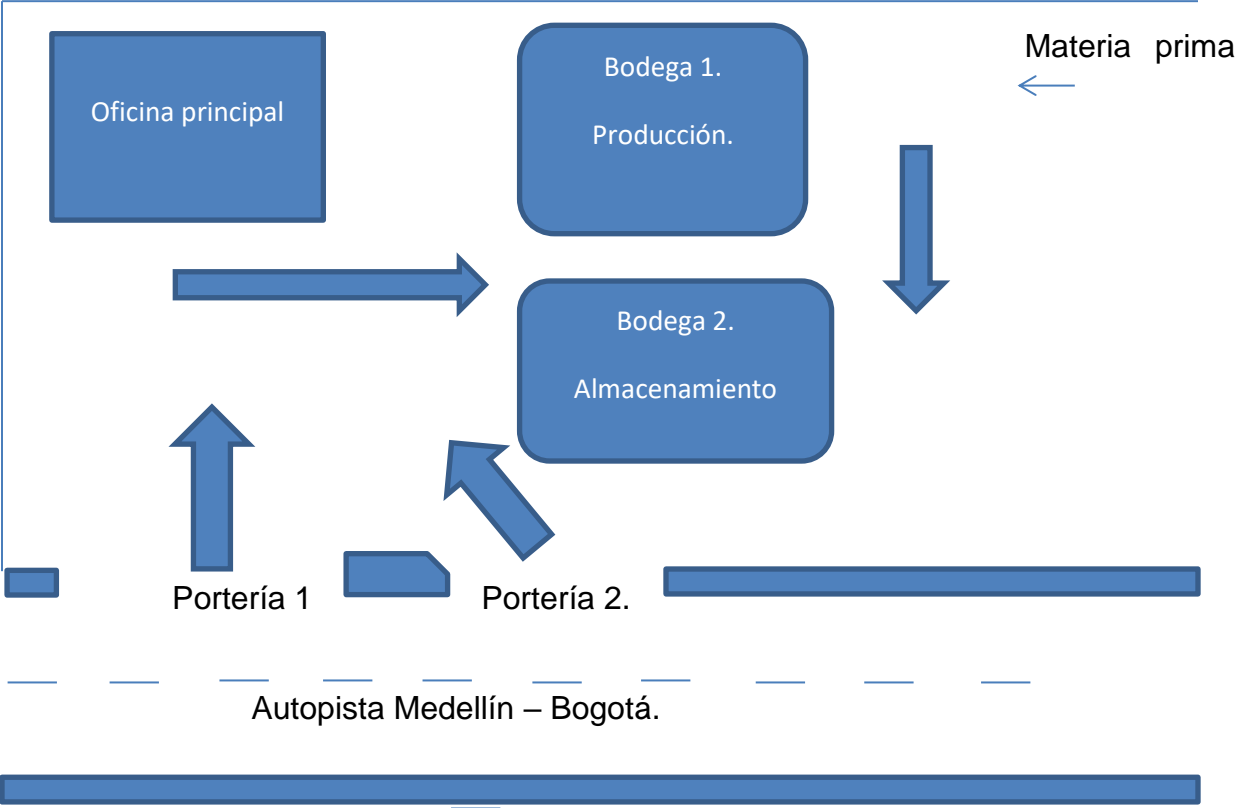 Materia prima
Oficina principal
Bodega 1.
Producción.
Bodega 2.
Almacenamiento
Portería 1
Portería 2.
Autopista Medellín – Bogotá.